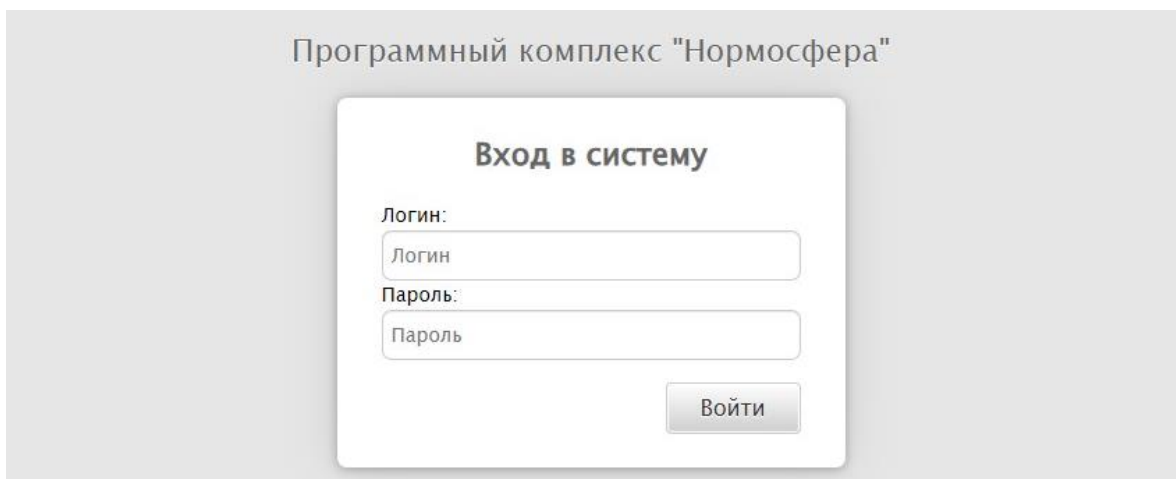 Программный комплекс "Нормосфера"
Вход в систему
Логин:
Логин
Пароль:
Пароль
Войти